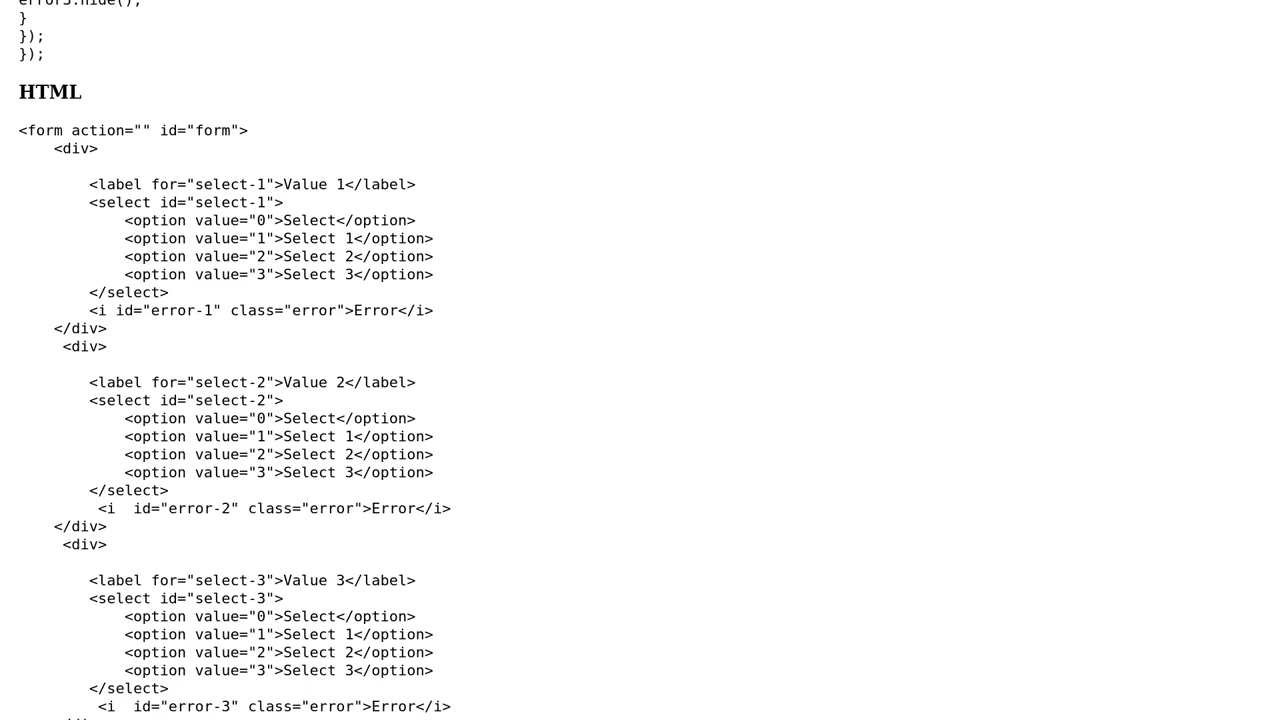 error3.hide();
}
});
});
HTML
<form action="" id="form">
    <div>

        <label for="select-1">Value 1</label>
        <select id="select-1">
            <option value="0">Select</option>
            <option value="1">Select 1</option>
            <option value="2">Select 2</option>
            <option value="3">Select 3</option>
        </select>
        <i id="error-1" class="error">Error</i>
    </div>
     <div>

        <label for="select-2">Value 2</label>
        <select id="select-2">
            <option value="0">Select</option>
            <option value="1">Select 1</option>
            <option value="2">Select 2</option>
            <option value="3">Select 3</option>
        </select>
         <i  id="error-2" class="error">Error</i>
    </div>
     <div>

        <label for="select-3">Value 3</label>
        <select id="select-3">
            <option value="0">Select</option>
            <option value="1">Select 1</option>
            <option value="2">Select 2</option>
            <option value="3">Select 3</option>
        </select>
         <i  id="error-3" class="error">Error</i>